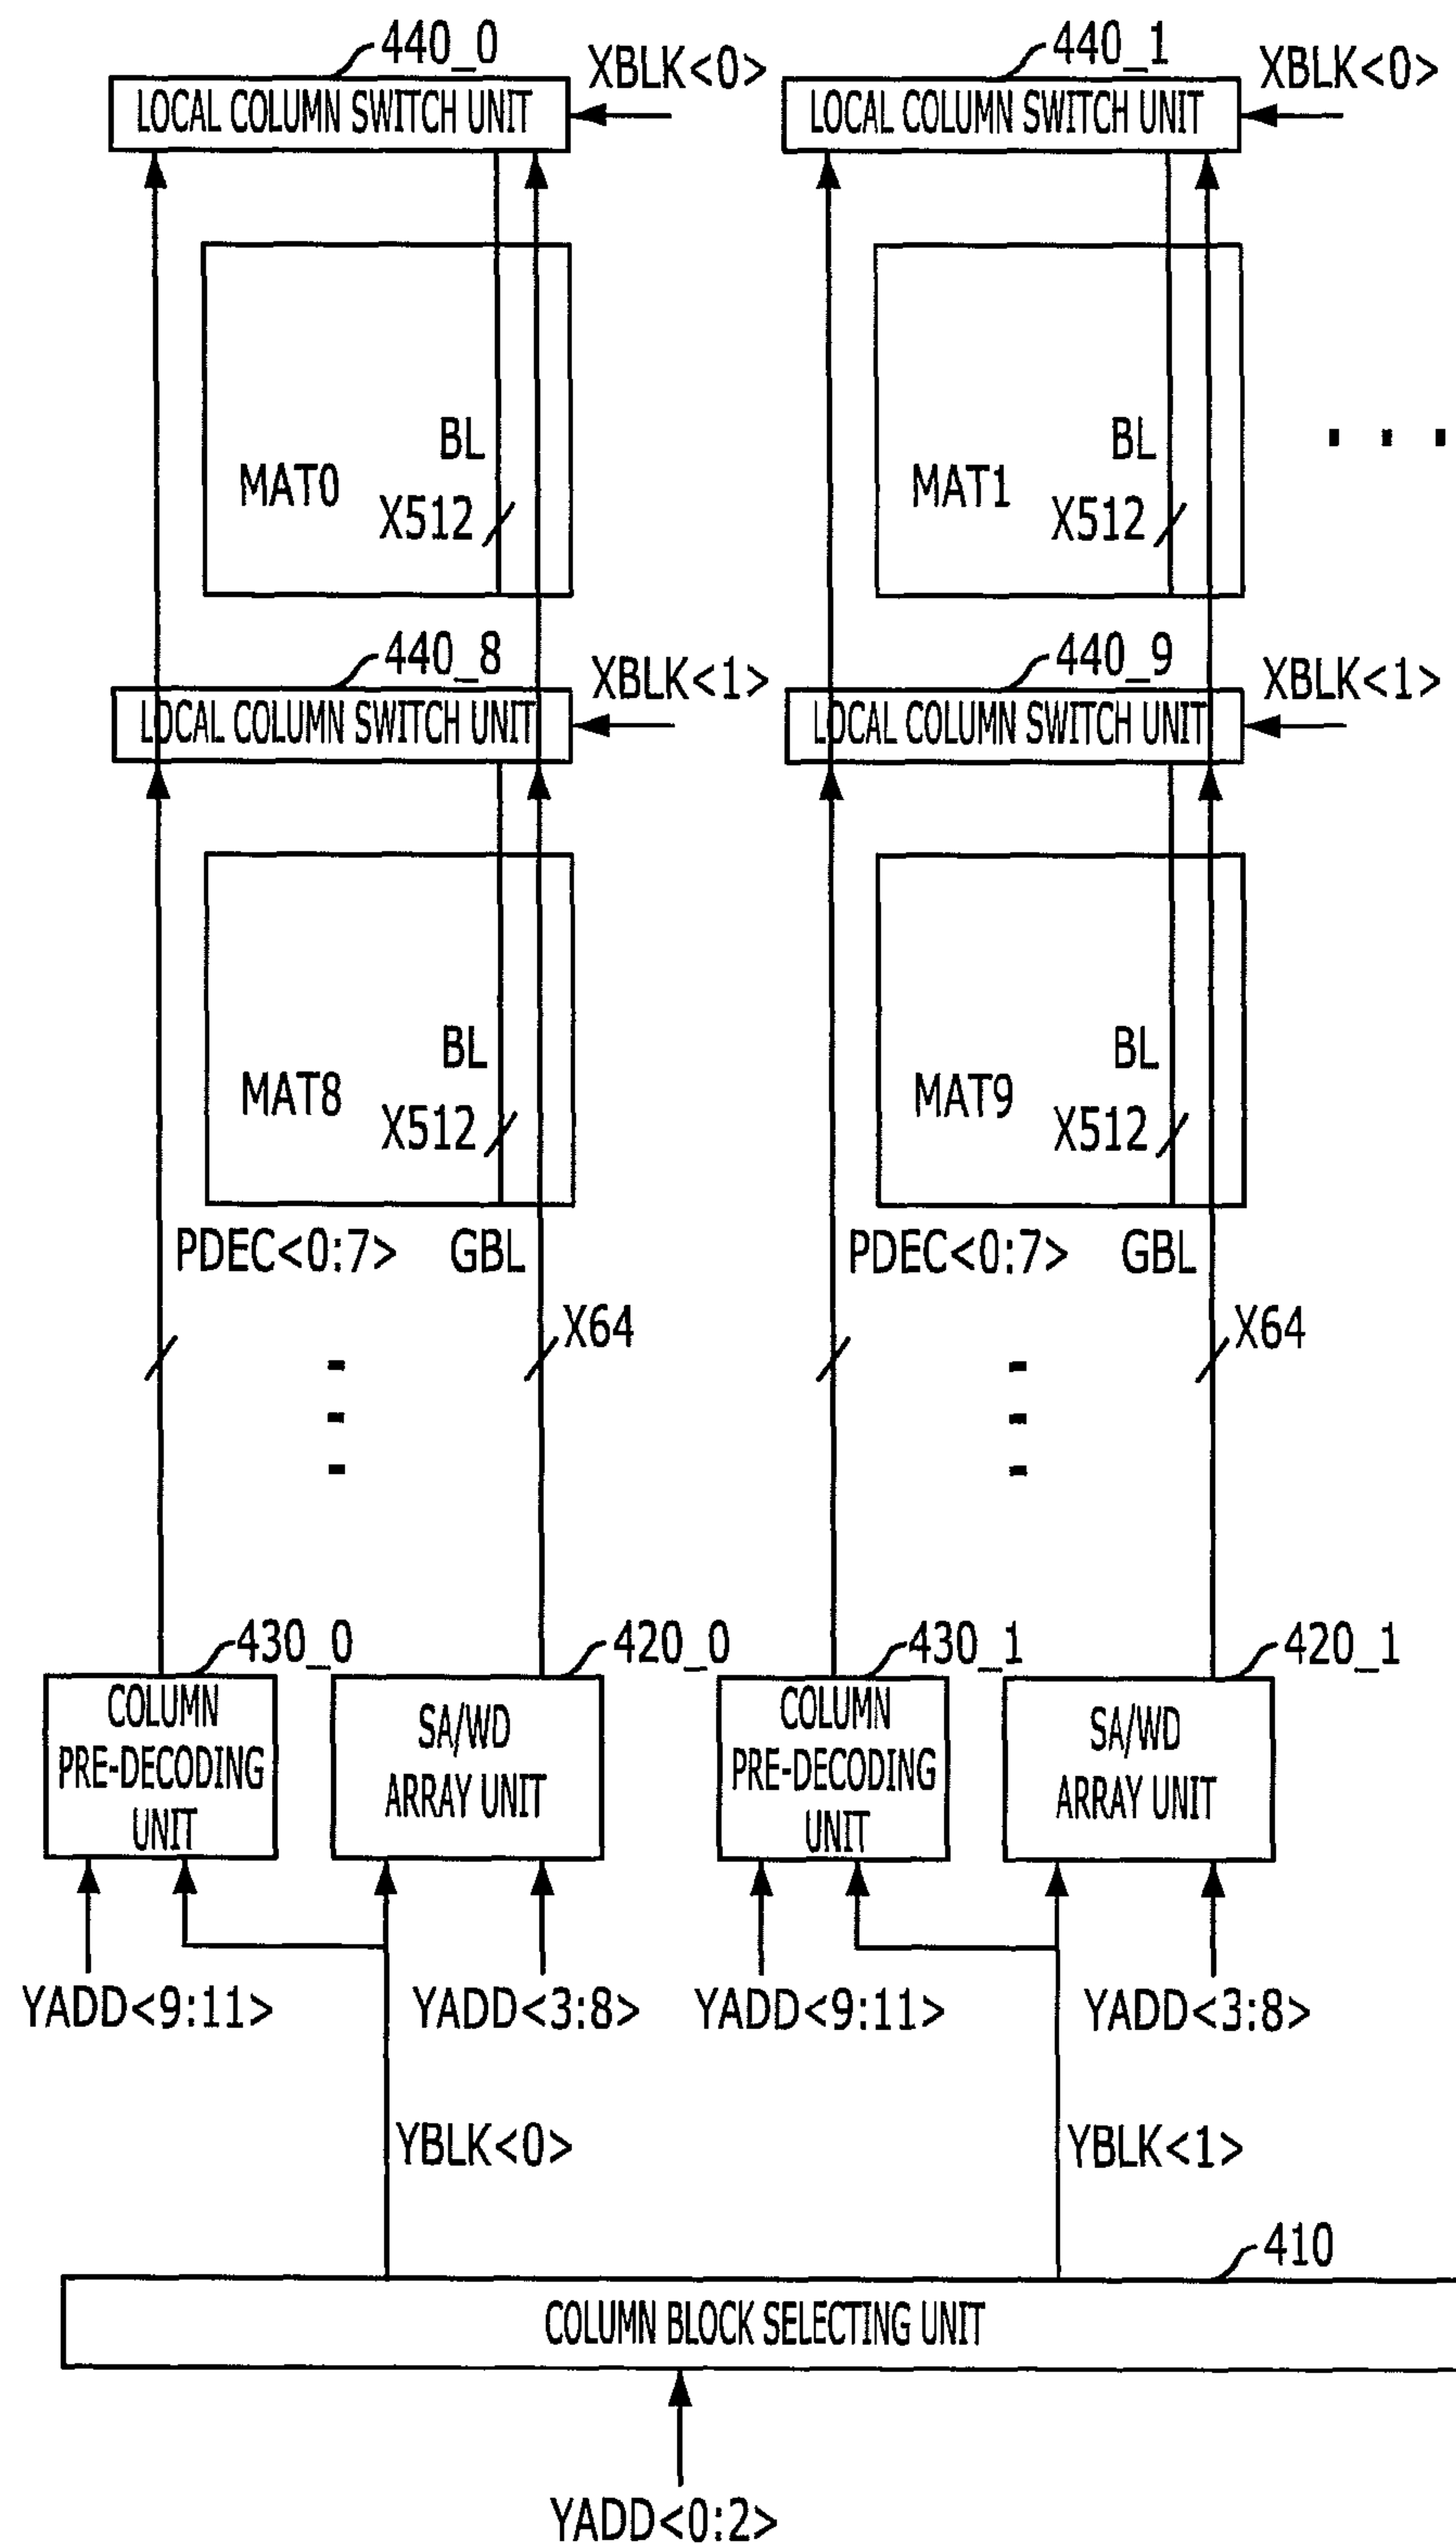 440_0
440_1
XBLK<0>
XBLK<0>
LOCAL COLUMN SWITCH UNIT
LOCAL COLUMN SWITCH UNIT
BL
BL
MAT0
MAT1
X512
X512
440_8
440_9
XBLK<1>
XBLK<1>
LOCAL COLUMN SWITCH UNIT
LOCAL COLUMN SWITCH UNIT
BL
BL
MAT8
MAT9
X512
X512
PDEC<0:7>
GBL
PDEC<0:7>
GBL
X64
X64
430_0
420_0
430_1
420_1
COLUMN
PRE-DECODING
UNIT
SA/WD
ARRAY UNIT
COLUMN
PRE-DECODING
UNIT
SA/WD
ARRAY UNIT
YADD<9:11>
YADD<3:8>
YADD<9:11>
YADD<3:8>
YBLK<0>
YBLK<1>
410
COLUMN BLOCK SELECTING UNIT
YADD<0:2>